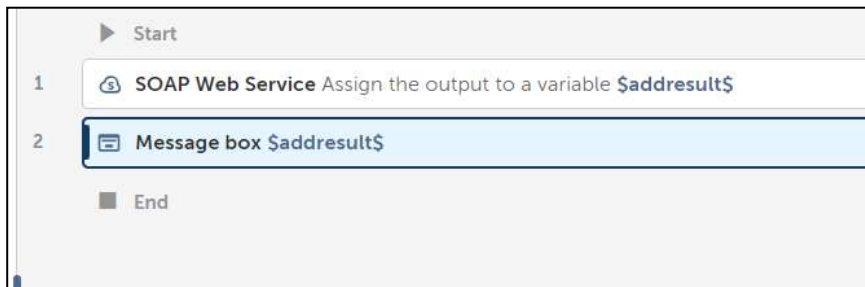 Start
1 SOAP Web Service Assign the output to a variable $addresult$
2 Message box $addresult$
End